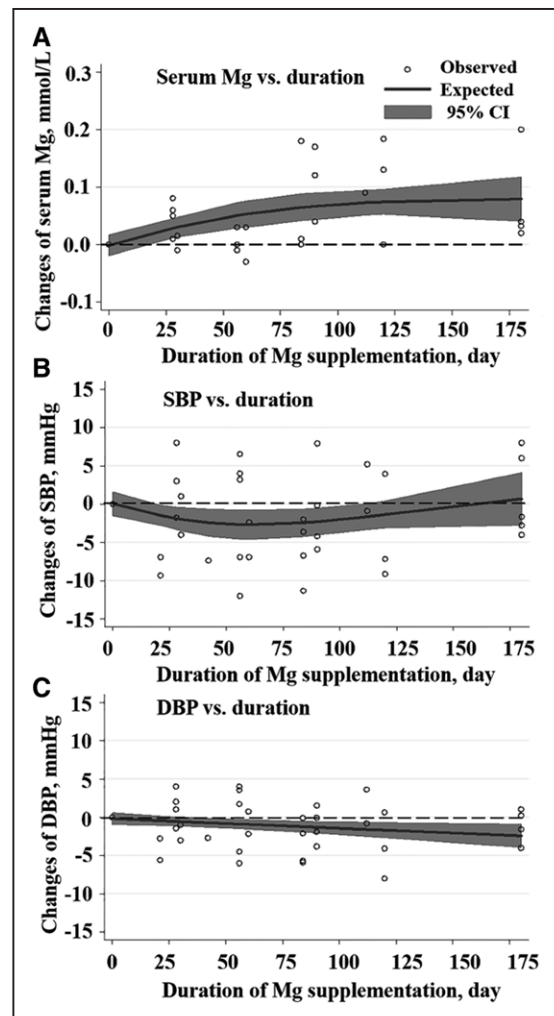 A
Serum Mg vs. duration
Observed
Expected
95% CI
Changes of serum Mg, mmol/L
0.3
0.2
0.1
0.0
-0.1
0 25 50 75 100 125 150 175
Duration of Mg supplementation, day
B
SBP vs. duration
Changes of SBP, mmHg
15
10
5
0
-5
-10
-15
0 25 50 75 100 125 150 175
Duration of Mg supplementation, day
C
DBP vs. duration
Changes of DBP, mmHg
15
10
5
0
-5
-10
-15
0 25 50 75 100 125 150 175
Duration of Mg supplementation, day